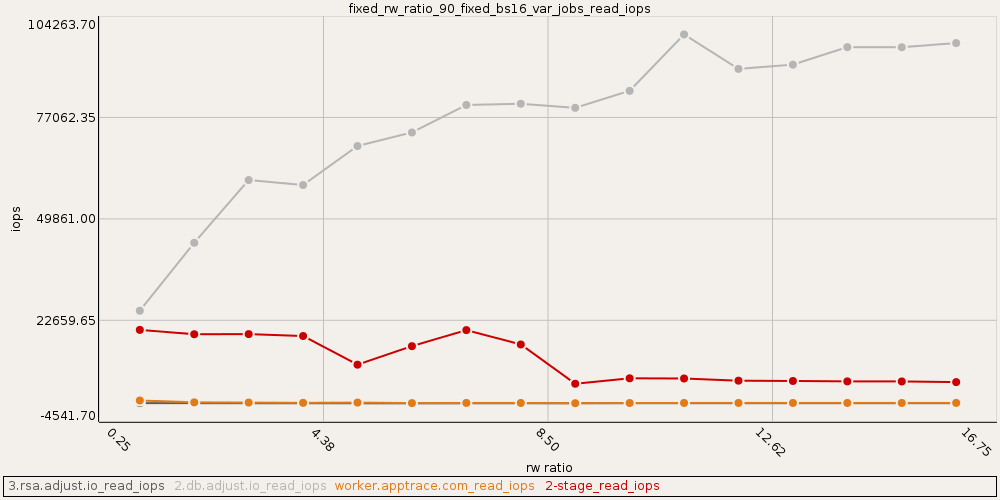 fixed_rw_ratio_90_fixed_bs16_var_jobs_read_iops
104263.70
77062.35
49861.00
22659.65
-4541.70
iops
0.25
4.38
8.50
12.62
16.75
rw ratio
3.rsa.adjust.io_read_iops 2.db.adjust.io_read_iops worker.apptrace.com_read_iops 2-stage_read_iops